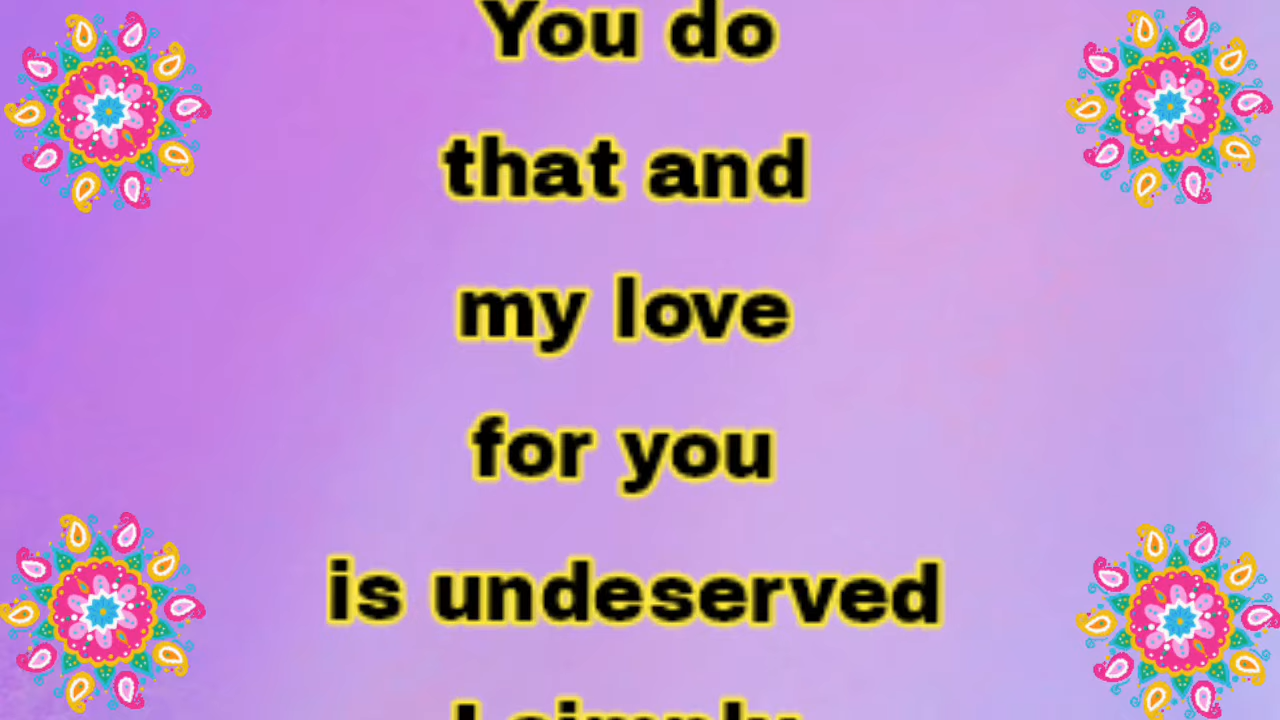 You do
that and
my love
for you
is undeserved
I simply